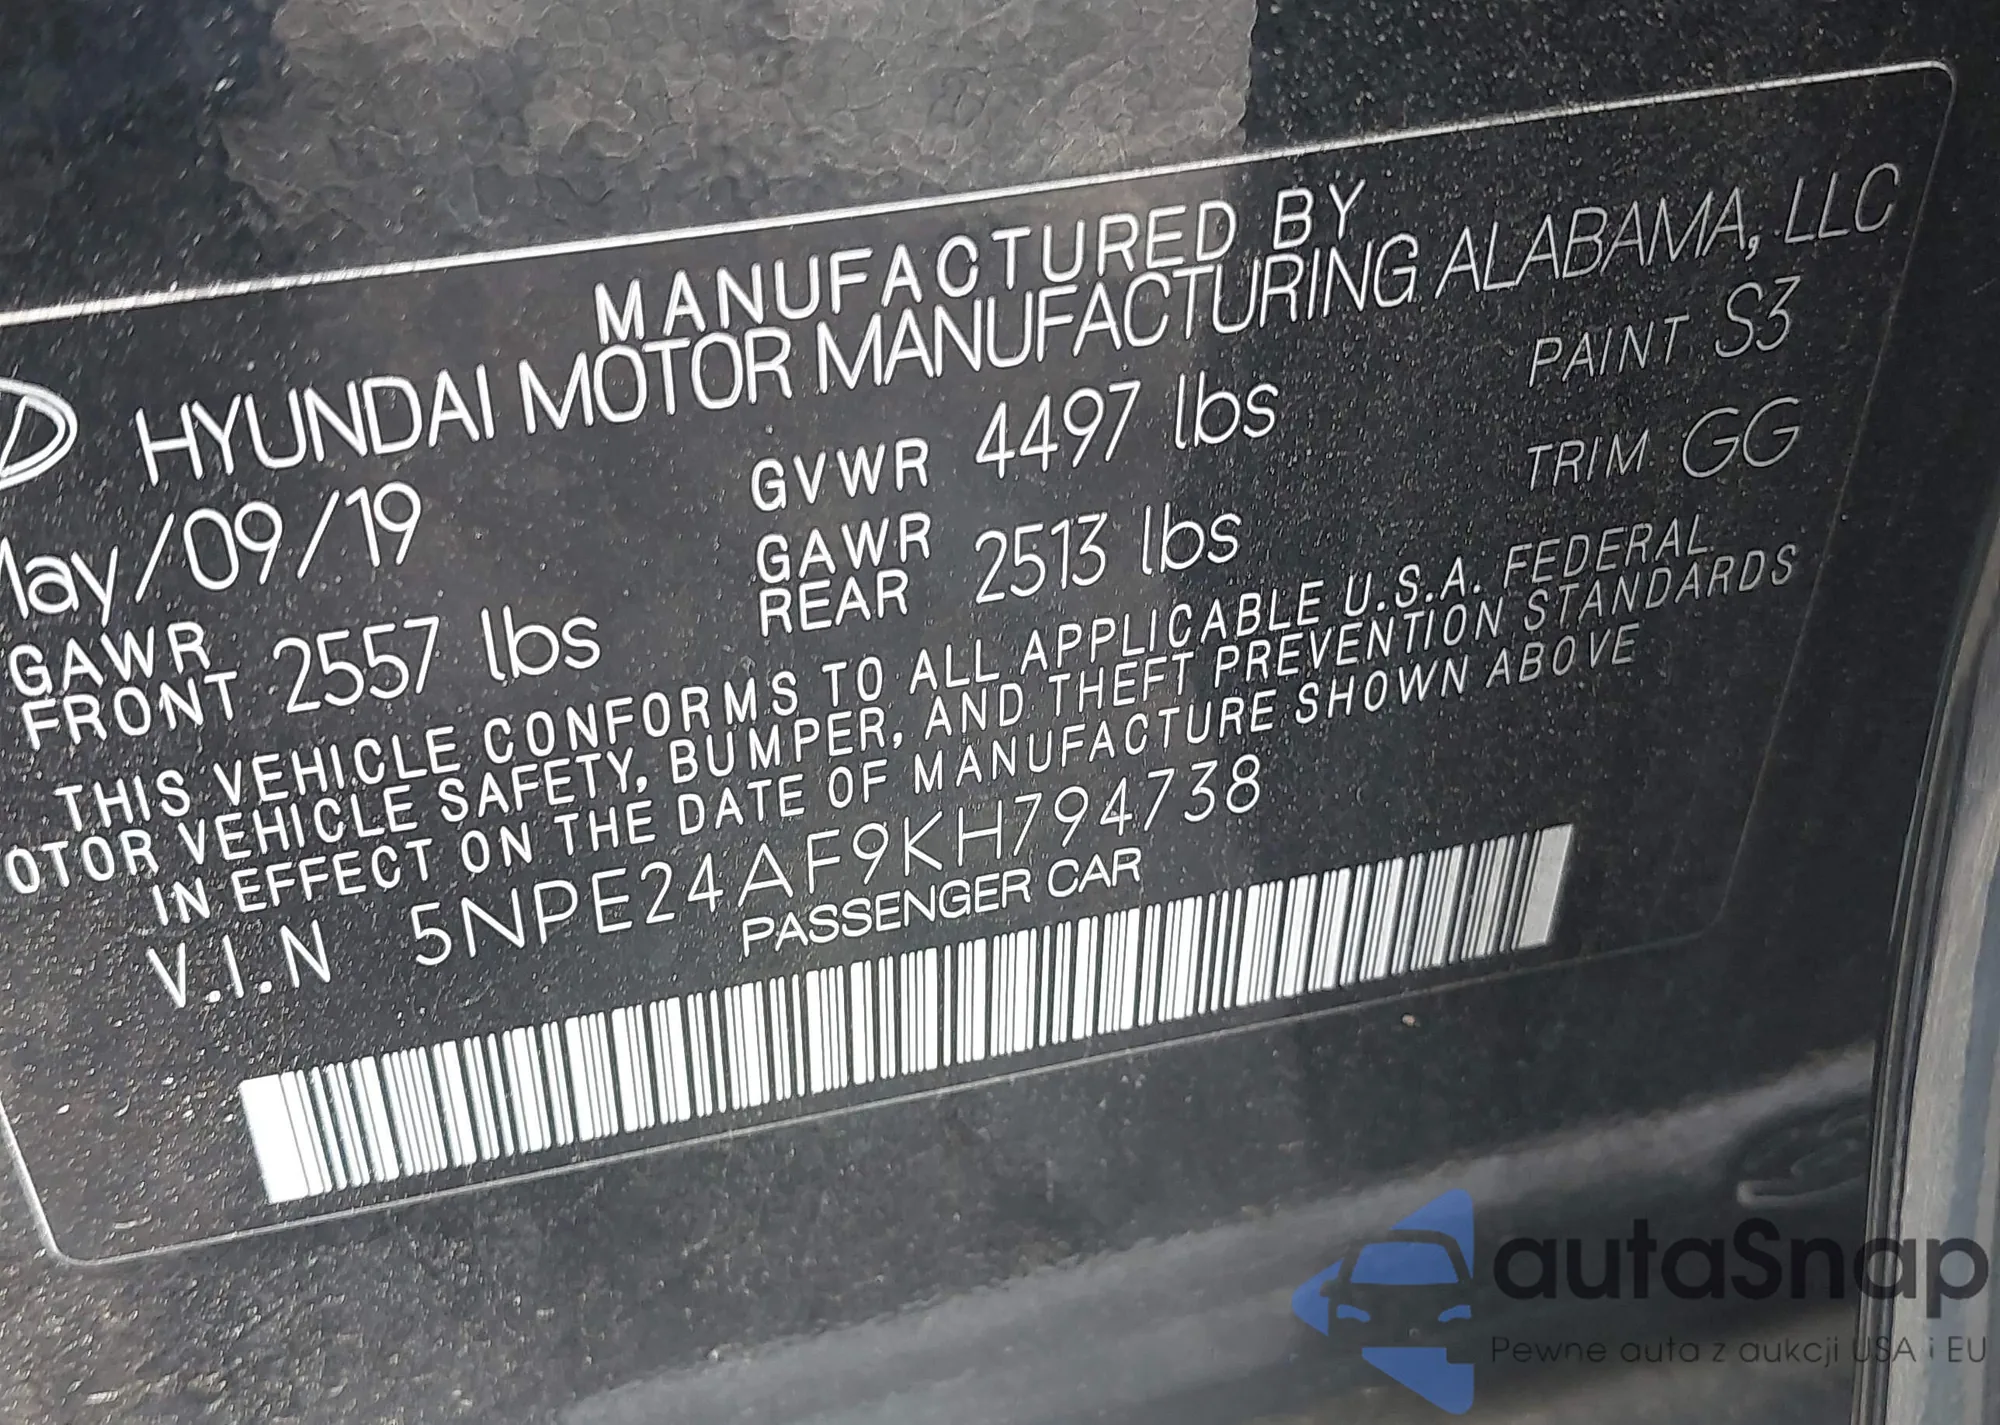 MANUFACTURED BY
HYUNDAI MOTOR MANUFACTURING ALABAMA, LLC
May/09/19 GVWR 4497 lbs PAINT S3
GAWR FRONT 2557 lbs GAWR REAR 2513 lbs TRIM GG
THIS VEHICLE CONFORMS TO ALL APPLICABLE U.S.A. FEDERAL
OTOR VEHICLE SAFETY, BUMPER, AND THEFT PREVENTION STANDARDS
IN EFFECT ON THE DATE OF MANUFACTURE SHOWN ABOVE
V.I.N 5NPE24AF9KH794738
PASSENGER CAR
autaSnap
Pewne auta z aukcji USA i EU